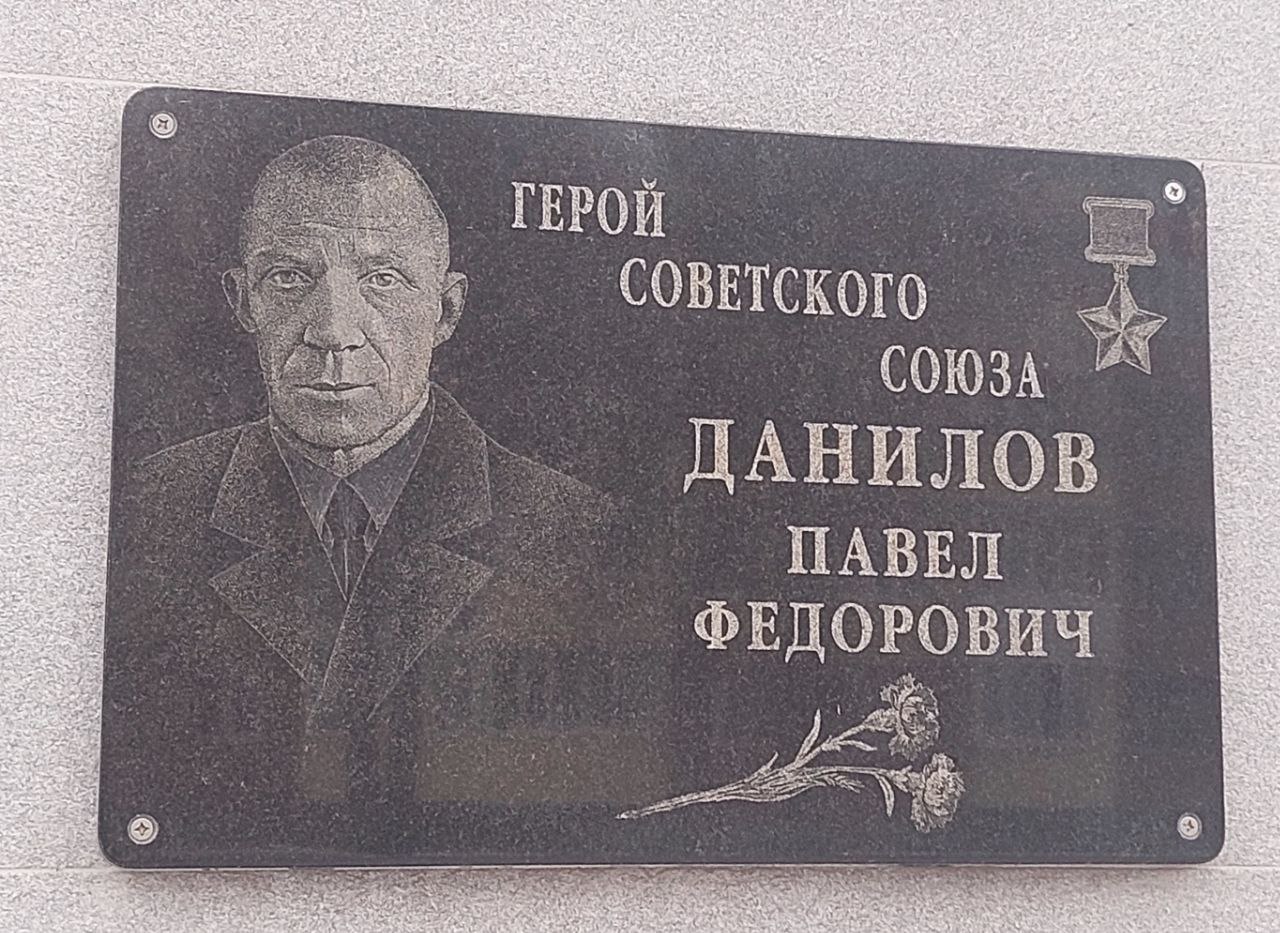 ГЕРОЙ
СОВЕТСКОГО
СОЮЗА
ДАНИЛОВ
ПАВЕЛ
ФЕДОРОВИЧ